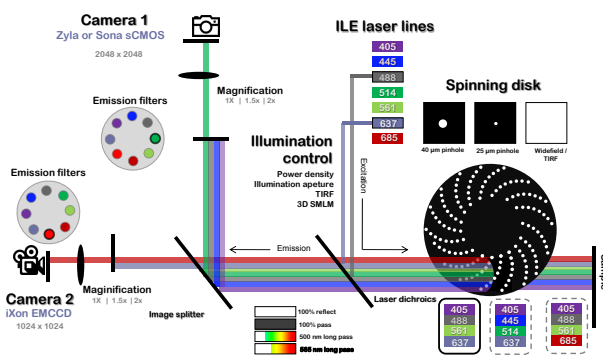 Camera 1
Zyla or Sona sCMOS
2048 x 2048
ILE laser lines
405
445
488
514
561
637
685
Magnification
1X | 1.5x | 2x
Emission filters
Spinning disk
40 µm pinhole
25 µm pinhole
Widefield /
TIRF
Illumination
control
Power density
Illumination apeture
TIRF
3D SMLM
Excitation
Emission filters
Emission
Magnification
1X | 1.5x | 2x
Camera 2
iXon EMCCD
1024 x 1024
Image splitter
Laser dichroics
100% reflect
100% pass
500 nm long pass
565 nm long pass
405
488
561
637
405
445
514
637
405
488
561
685